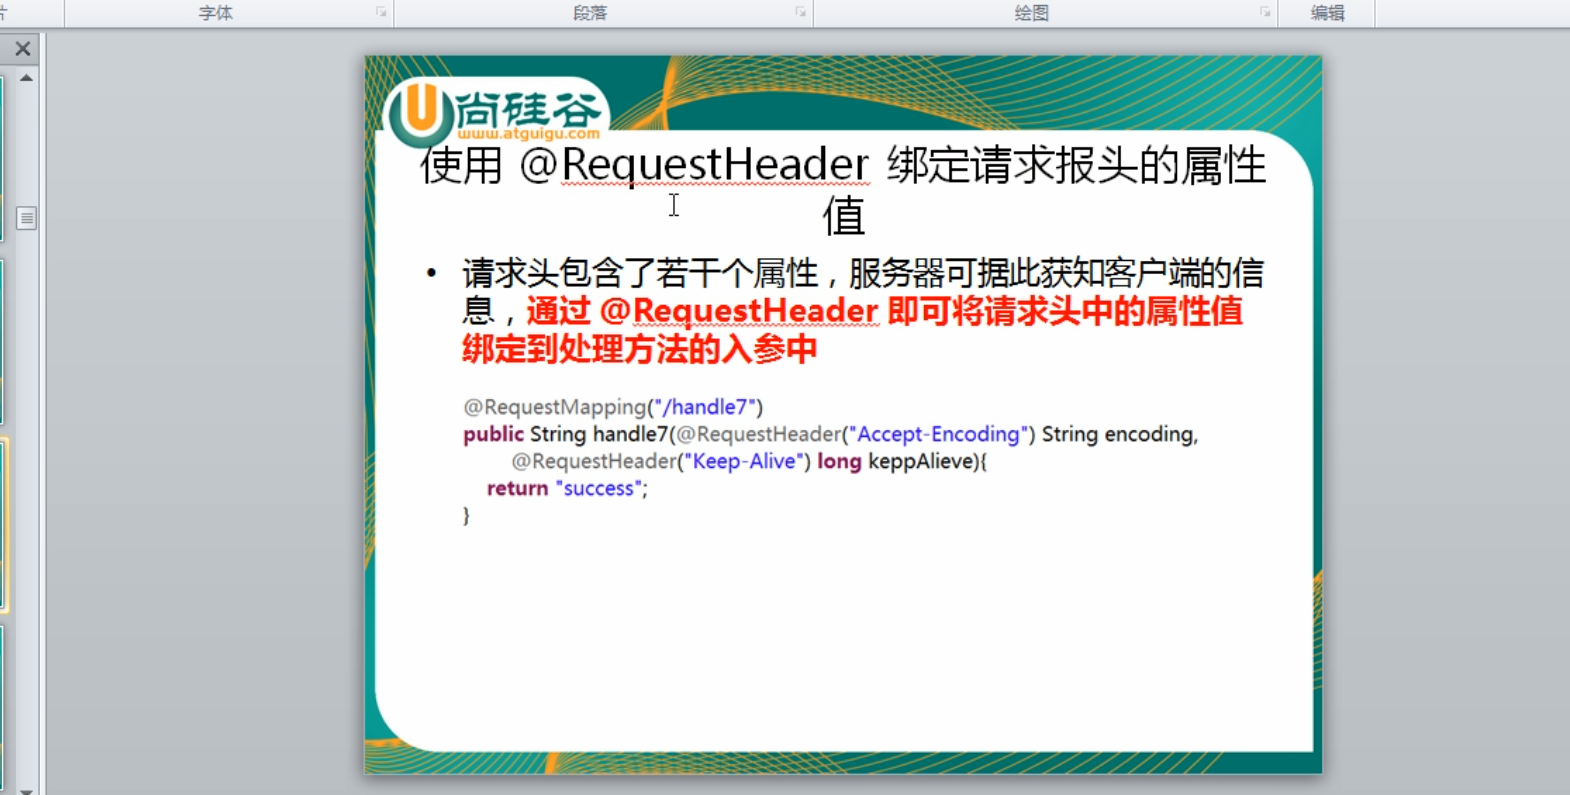 片
字体
段落
绘图
编辑
尚硅谷
www.atguigu.com
使用 @RequestHeader 绑定请求报头的属性
值
• 请求头包含了若干个属性，服务器可据此获知客户端的信
息，通过 @RequestHeader 即可将请求头中的属性值
绑定到处理方法的入参中
@RequestMapping("/handle7")
public String handle7(@RequestHeader("Accept-Encoding") String encoding,
@RequestHeader("Keep-Alive") long keppAlieve){
return "success";
}